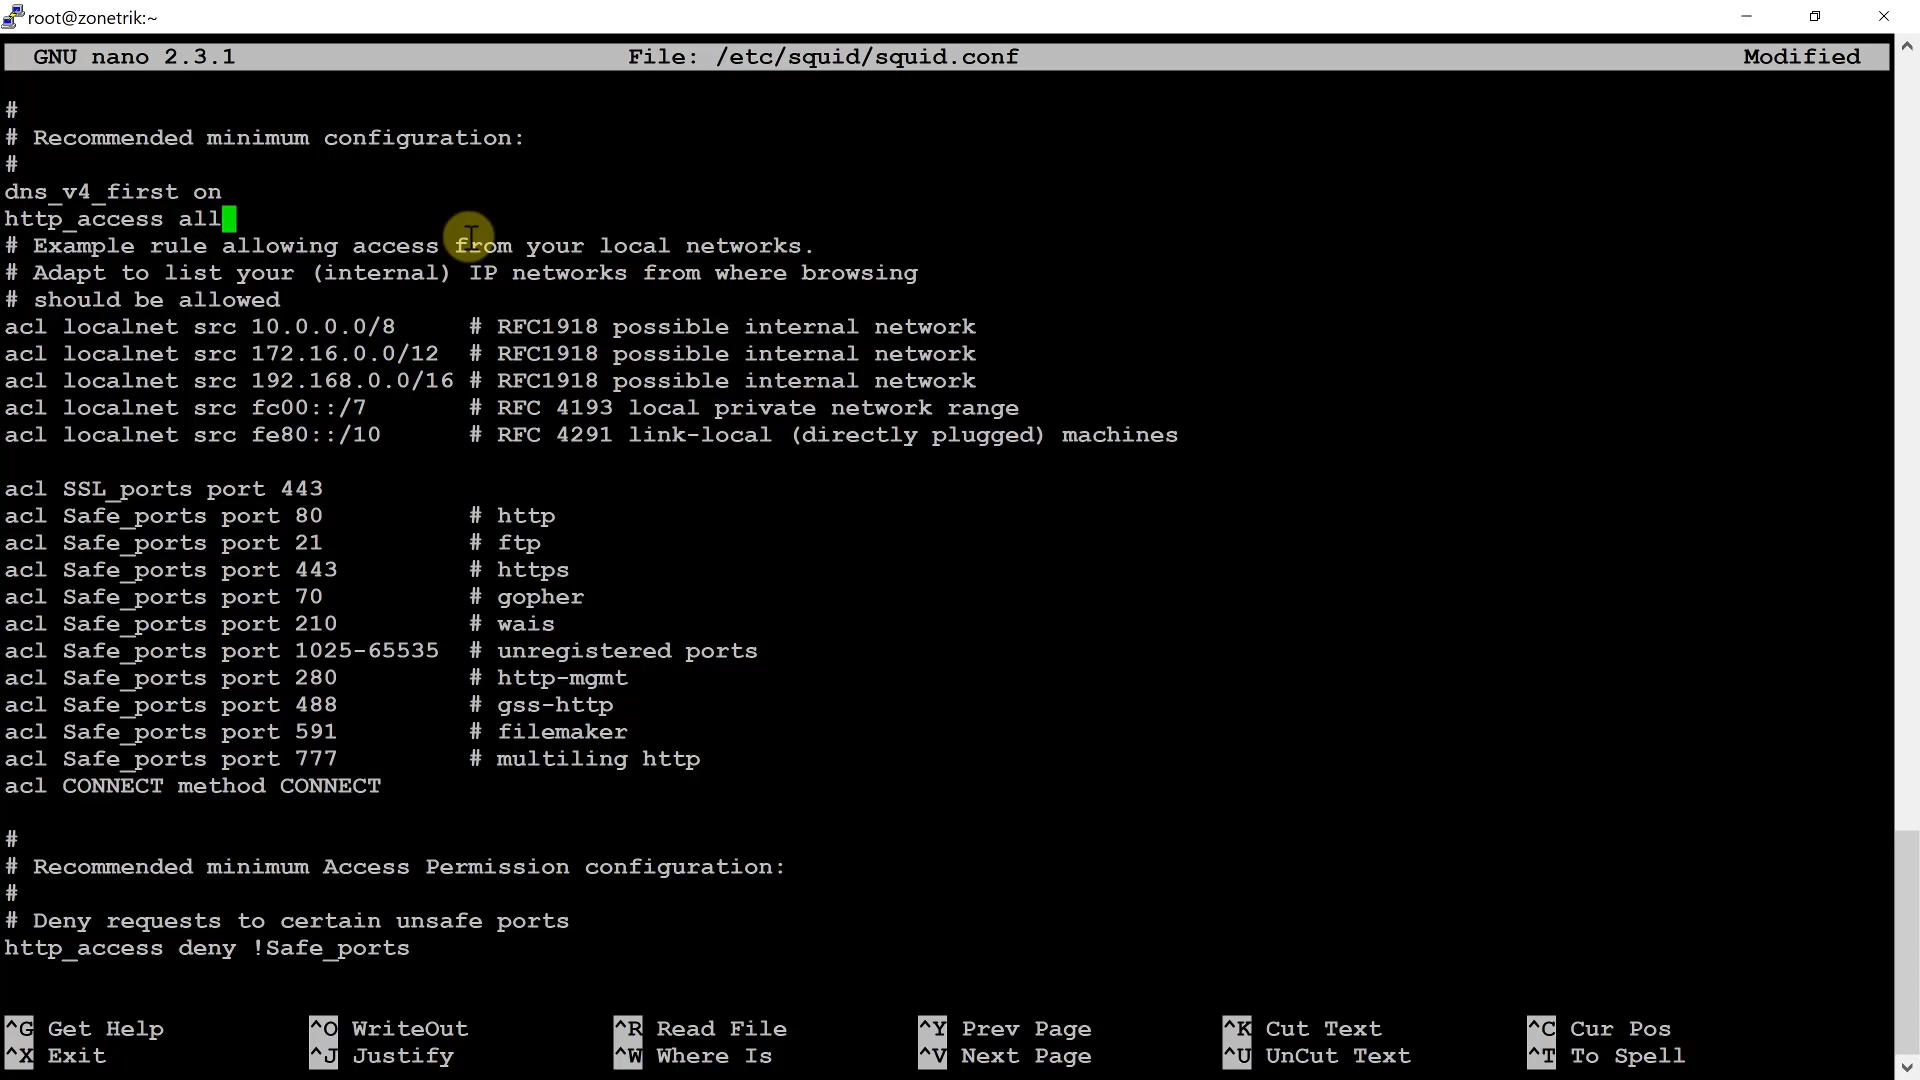 root@zonetrik:~
GNU nano 2.3.1 File: /etc/squid/squid.conf Modified
#
# Recommended minimum configuration:
#
dns_v4_first on
http_access all
# Example rule allowing access from your local networks.
# Adapt to list your (internal) IP networks from where browsing
# should be allowed
acl localnet src 10.0.0.0/8 # RFC1918 possible internal network
acl localnet src 172.16.0.0/12 # RFC1918 possible internal network
acl localnet src 192.168.0.0/16 # RFC1918 possible internal network
acl localnet src fc00::/7 # RFC 4193 local private network range
acl localnet src fe80::/10 # RFC 4291 link-local (directly plugged) machines
acl SSL_ports port 443
acl Safe_ports port 80 # http
acl Safe_ports port 21 # ftp
acl Safe_ports port 443 # https
acl Safe_ports port 70 # gopher
acl Safe_ports port 210 # wais
acl Safe_ports port 1025-65535 # unregistered ports
acl Safe_ports port 280 # http-mgmt
acl Safe_ports port 488 # gss-http
acl Safe_ports port 591 # filemaker
acl Safe_ports port 777 # multiling http
acl CONNECT method CONNECT
#
# Recommended minimum Access Permission configuration:
#
# Deny requests to certain unsafe ports
http_access deny !Safe_ports
^G Get Help ^O WriteOut ^R Read File ^Y Prev Page ^K Cut Text ^C Cur Pos
^X Exit ^J Justify ^W Where Is ^V Next Page ^U UnCut Text ^T To Spell